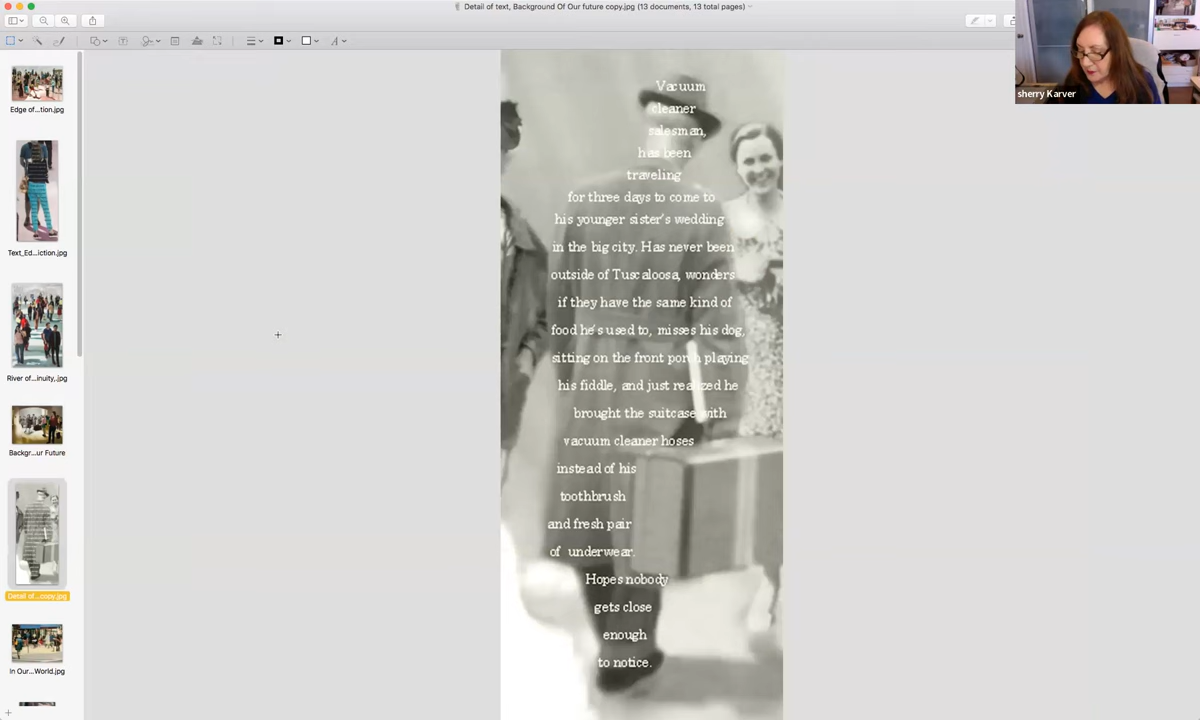 Detail of text, Background Of Our future copy.jpg (13 documents, 13 total pages)
sherry Karver
Edge of...tion.jpg
Text_Ed...iction.jpg
River of...inuity,.jpg
Backgr...ur Future
Detail of...copy.jpg
In Our...World.jpg
Vacuum
cleaner
salesman,
has been
traveling
for three days to come to
his younger sister's wedding
in the big city. Has never been
outside of Tuscaloosa, wonders
if they have the same kind of
food he's used to, misses his dog,
sitting on the front porch playing
his fiddle, and just realized he
brought the suitcase with
vacuum cleaner hoses
instead of his
toothbrush
and fresh pair
of underwear.
Hopes nobody
gets close
enough
to notice.